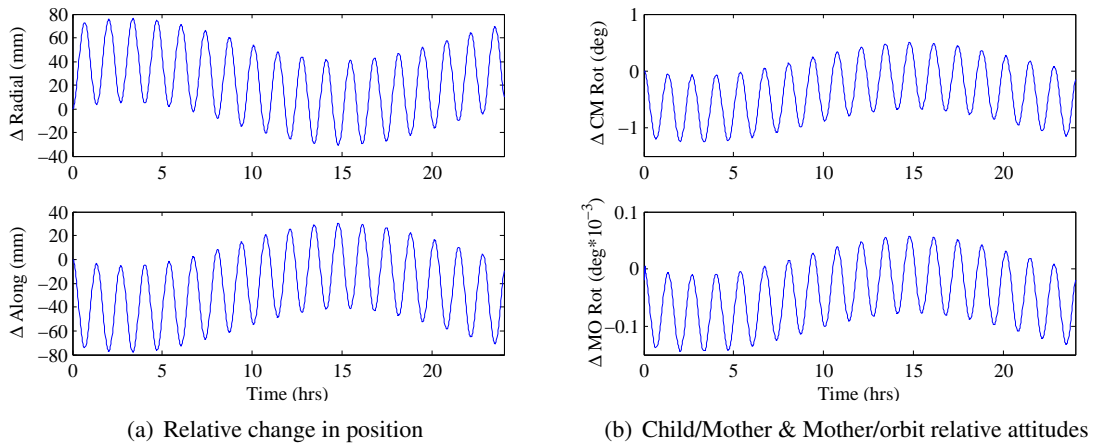 80
60
40
20
0
−20
−40
Δ Radial (mm)
0 5 10 15 20
40
20
0
−20
−40
−60
−80
Δ Along (mm)
0 5 10 15 20
Time (hrs)
(a) Relative change in position
1
0
−1
Δ CM Rot (deg)
0 5 10 15 20
0.1
0
−0.1
Δ MO Rot (deg*10⁻³)
0 5 10 15 20
Time (hrs)
(b) Child/Mother & Mother/orbit relative attitudes